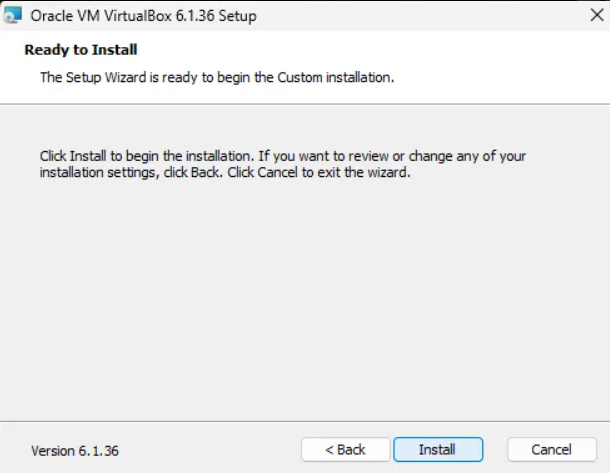 Oracle VM VirtualBox 6.1.36 Setup
Ready to Install
The Setup Wizard is ready to begin the Custom installation.
Click Install to begin the installation. If you want to review or change any of your
installation settings, click Back. Click Cancel to exit the wizard.
Version 6.1.36
< Back
Install
Cancel